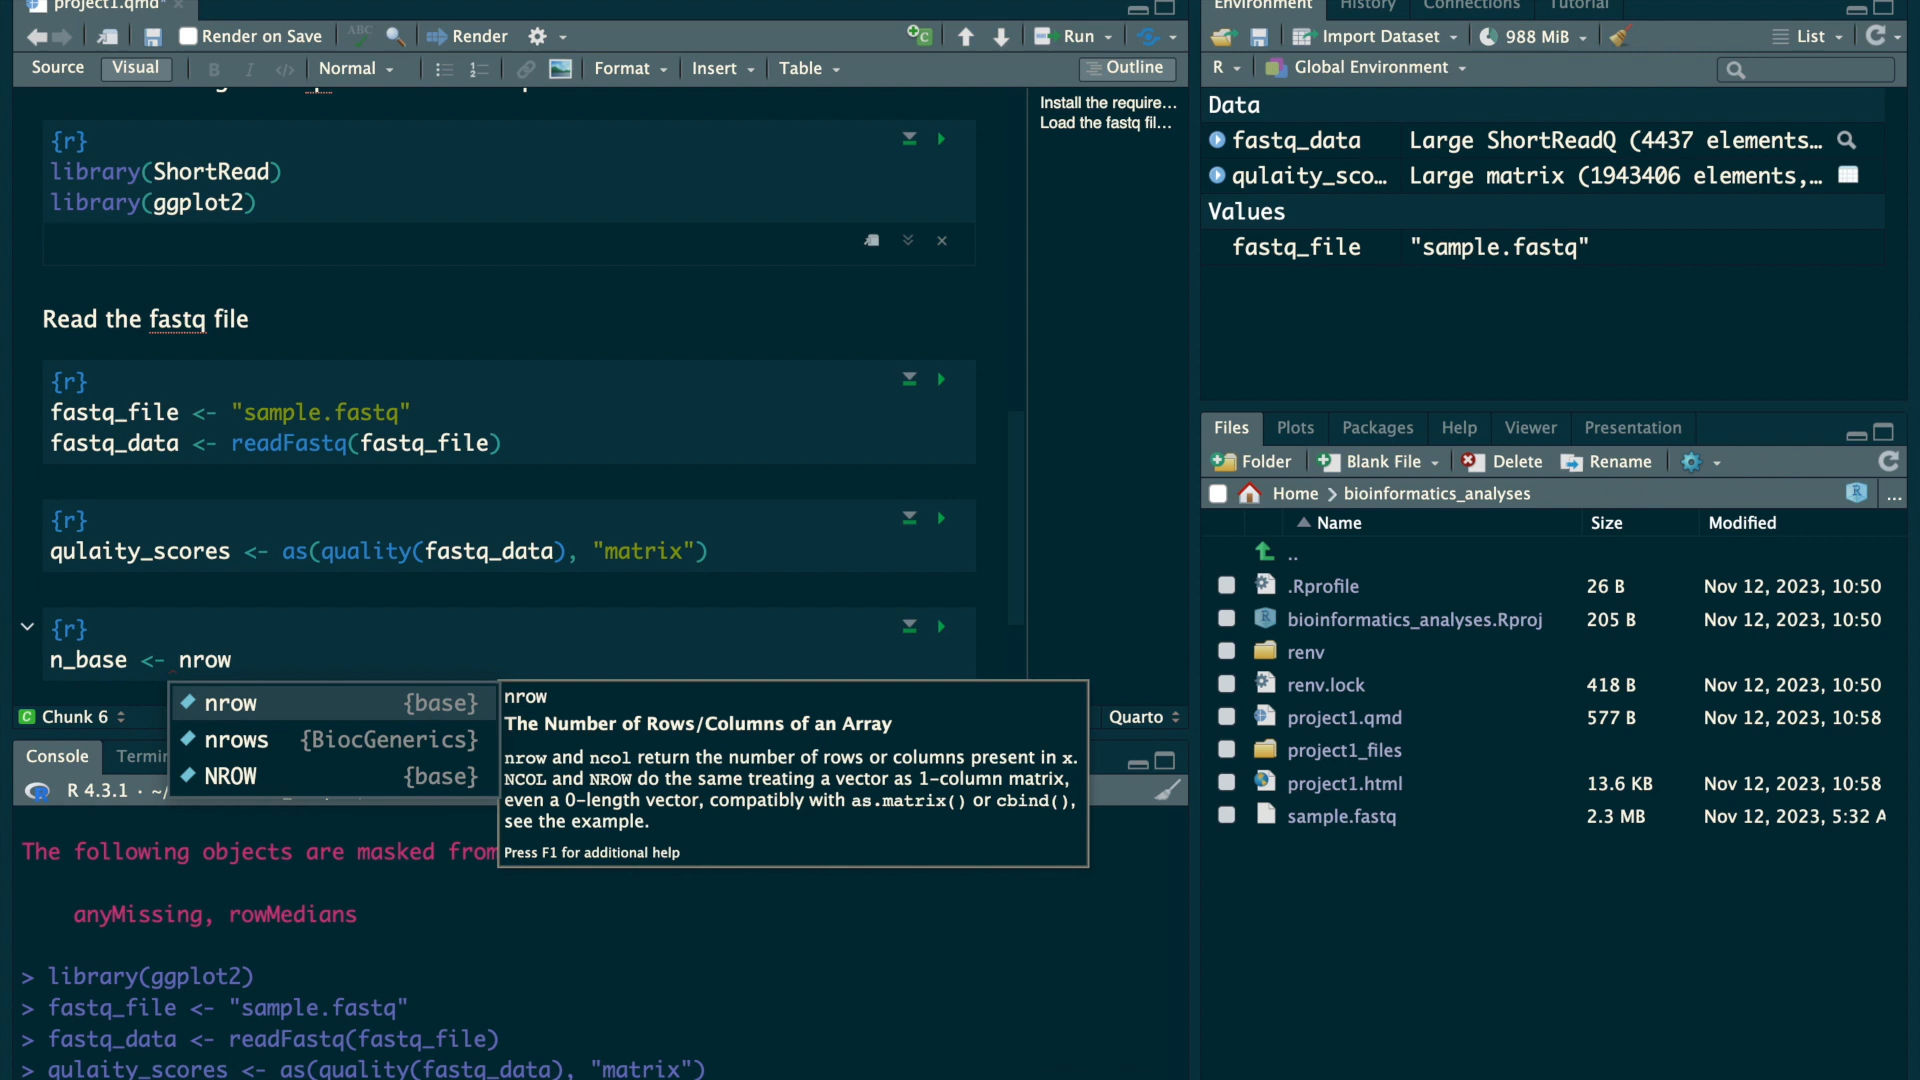 project1.qmd*
Render on Save
ABC
Render
Run
Source
Visual
B
I
</>
Normal
Format
Insert
Table
Outline
{r}
library(ShortRead)
library(ggplot2)
Read the fastq file
{r}
fastq_file <- "sample.fastq"
fastq_data <- readFastq(fastq_file)
{r}
qulaity_scores <- as(quality(fastq_data), "matrix")
{r}
n_base <- nrow
nrow {base}
nrows {BiocGenerics}
NROW {base}
nrow
The Number of Rows/Columns of an Array
nrow and ncol return the number of rows or columns present in x.
NCOL and NROW do the same treating a vector as 1-column matrix,
even a 0-length vector, compatibly with as.matrix() or cbind(),
see the example.
Press F1 for additional help
Install the require...
Load the fastq fil...
C Chunk 6
Quarto
Console
Termin
R 4.3.1 · ~/
The following objects are masked from
anyMissing, rowMedians
> library(ggplot2)
> fastq_file <- "sample.fastq"
> fastq_data <- readFastq(fastq_file)
> qulaity_scores <- as(quality(fastq_data), "matrix")
Environment
History
Connections
Tutorial
Import Dataset
988 MiB
List
R
Global Environment
Data
fastq_data Large ShortReadQ (4437 elements...
qulaity_sco... Large matrix (1943406 elements,...
Values
fastq_file "sample.fastq"
Files
Plots
Packages
Help
Viewer
Presentation
Folder
Blank File
Delete
Rename
Home > bioinformatics_analyses
R
...
Name Size Modified
..
.Rprofile 26 B Nov 12, 2023, 10:50
bioinformatics_analyses.Rproj 205 B Nov 12, 2023, 10:50
renv
renv.lock 418 B Nov 12, 2023, 10:50
project1.qmd 577 B Nov 12, 2023, 10:58
project1_files
project1.html 13.6 KB Nov 12, 2023, 10:58
sample.fastq 2.3 MB Nov 12, 2023, 5:32 A